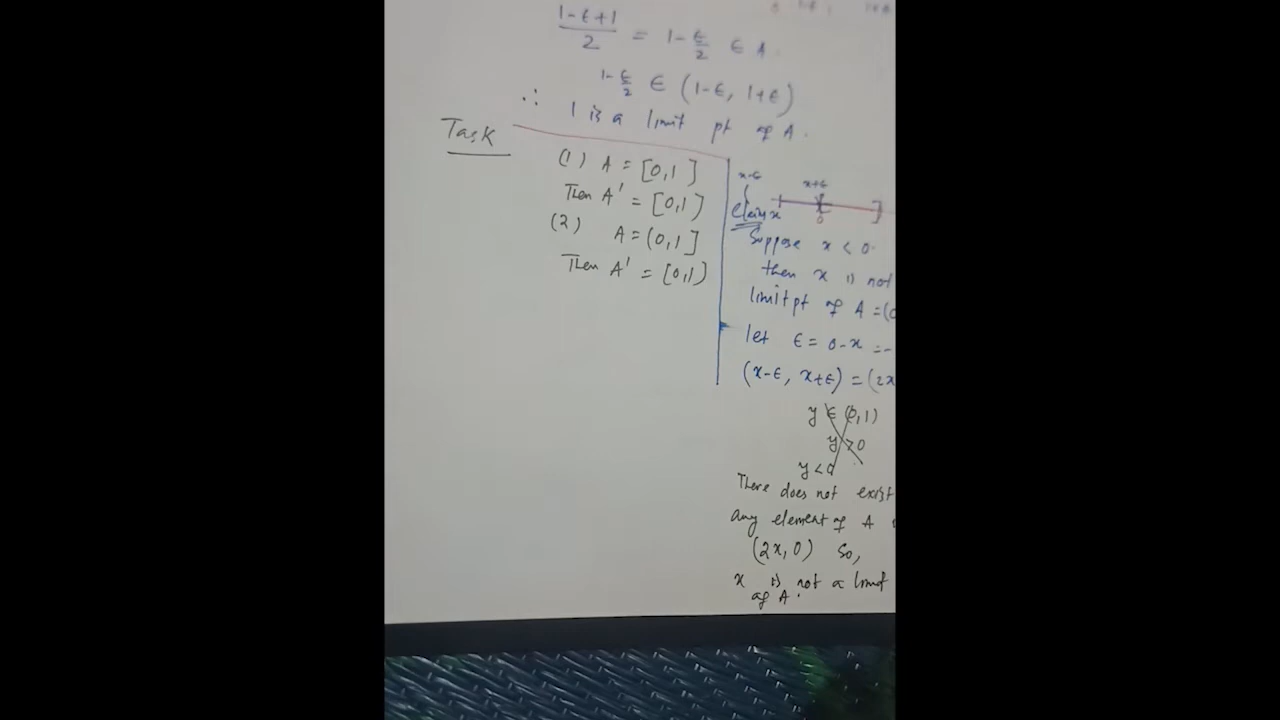 1-ε+1/2 = 1-ε/2 ∈ A.
1-ε/2 ∈ (1-ε, 1+ε)
∴ 1 is a limit pt of A.
Task
(1) A = [0,1]
Then A' = [0,1]
(2) A = (0,1]
Then A' = [0,1]
x-ε x+ε
0
Claim x
Suppose x < 0.
then x is not
limit pt of A = (0
let ε = 0-x = -
(x-ε, x+ε) = (2x
y ∈ (0,1)
y > 0
y < 0
There does not exist
any element of A
(2x, 0) So,
x is not a limit
of A.